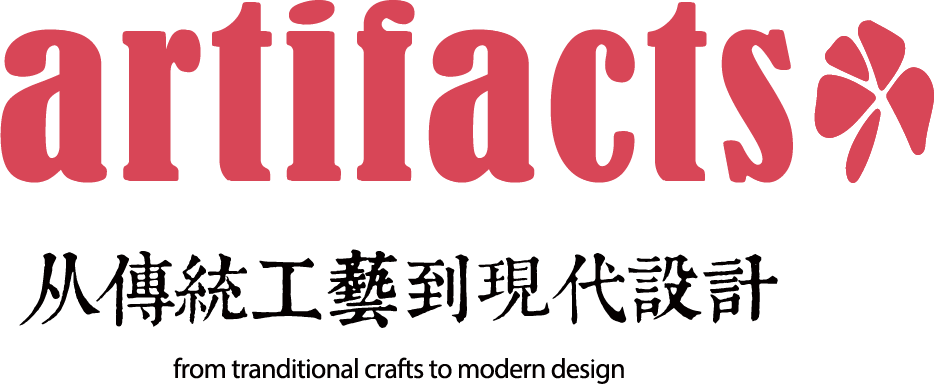 artifacts
从傳統工藝到現代設計
from tranditional crafts to modern design